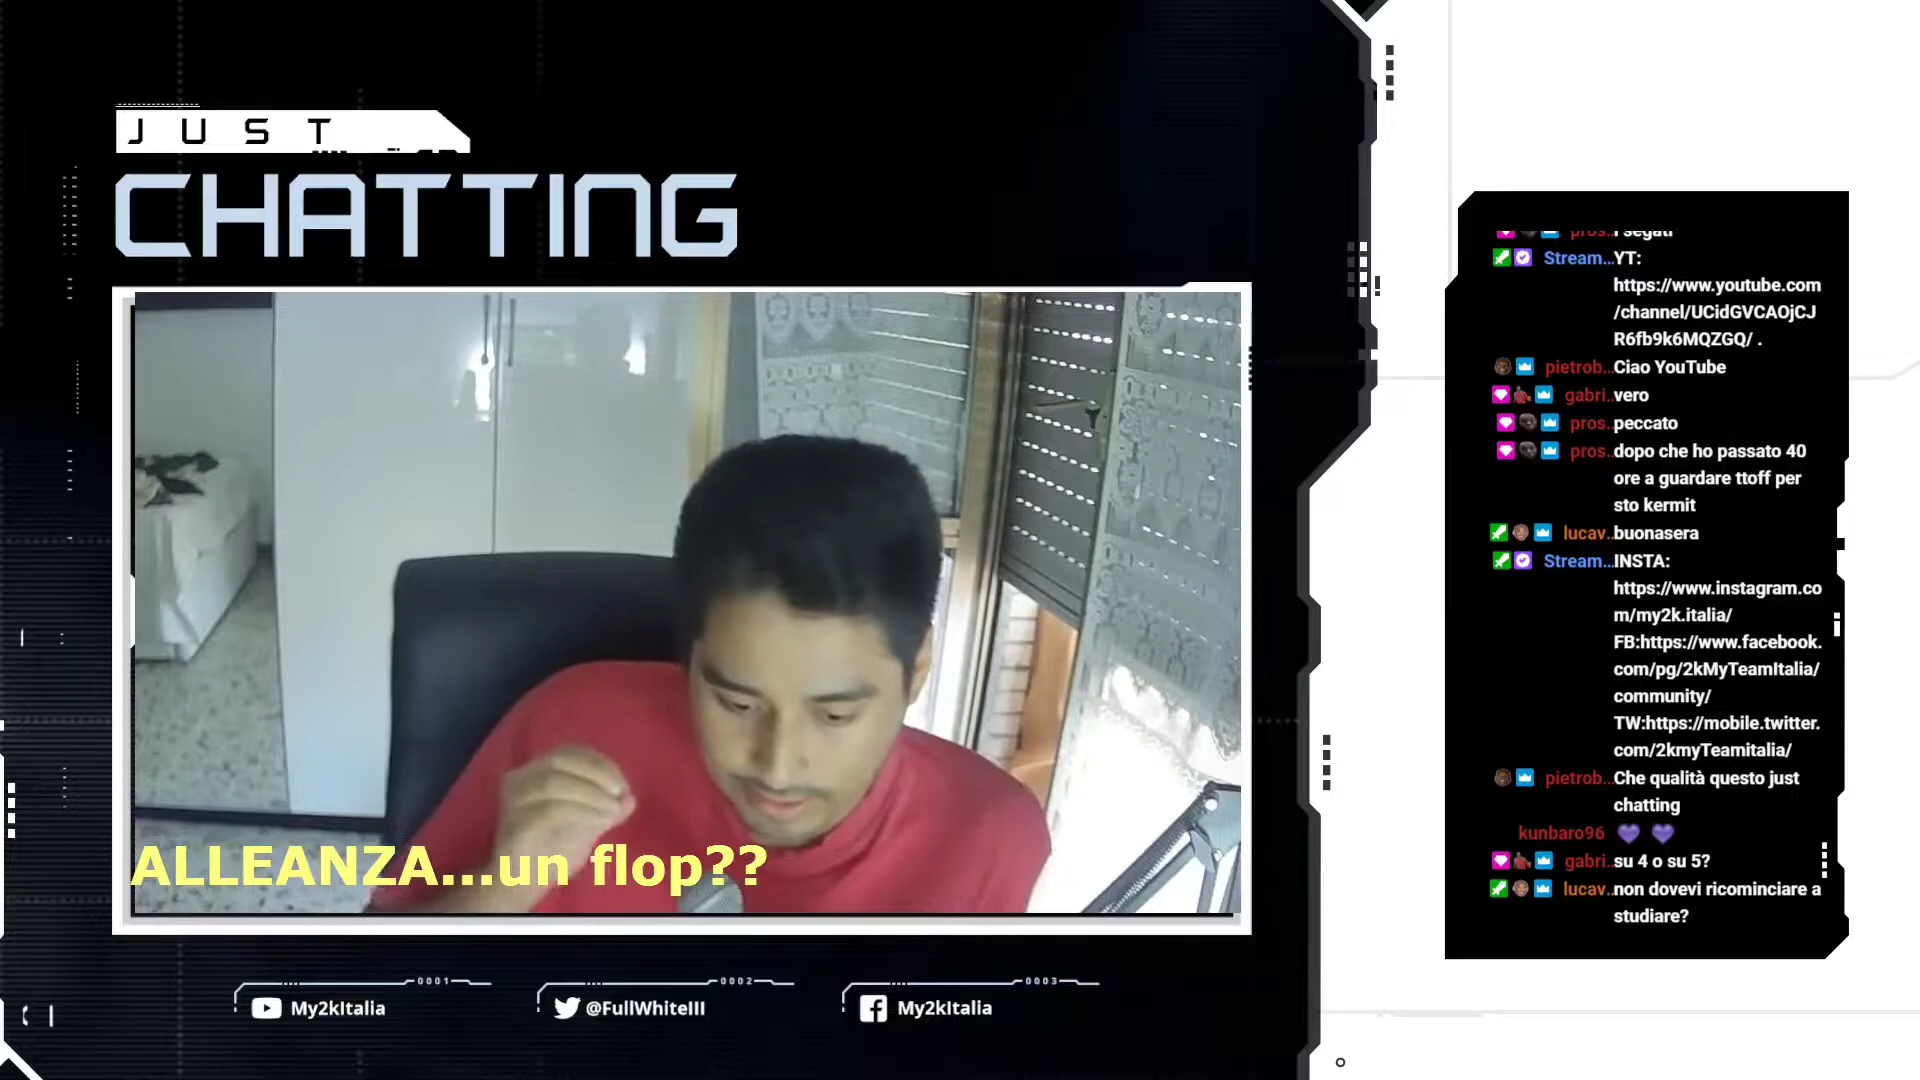 JUST
CHATTING
ALLEANZA...un flop??
0001
My2kItalia
0002
@FullWhiteIII
0003
My2kItalia
pros.. i segati
Stream... YT:
https://www.youtube.com
/channel/UCidGVCAOjCJ
R6fb9k6MQZGQ/ .
pietrob... Ciao YouTube
gabri.. vero
pros.. peccato
pros.. dopo che ho passato 40
ore a guardare ttoff per
sto kermit
lucav.. buonasera
Stream... INSTA:
https://www.instagram.co
m/my2k.italia/
FB:https://www.facebook.
com/pg/2kMyTeamItalia/
community/
TW:https://mobile.twitter.
com/2kmyTeamitalia/
pietrob... Che qualità questo just
chatting
kunbaro96
gabri.. su 4 o su 5?
lucav.. non dovevi ricominciare a
studiare?